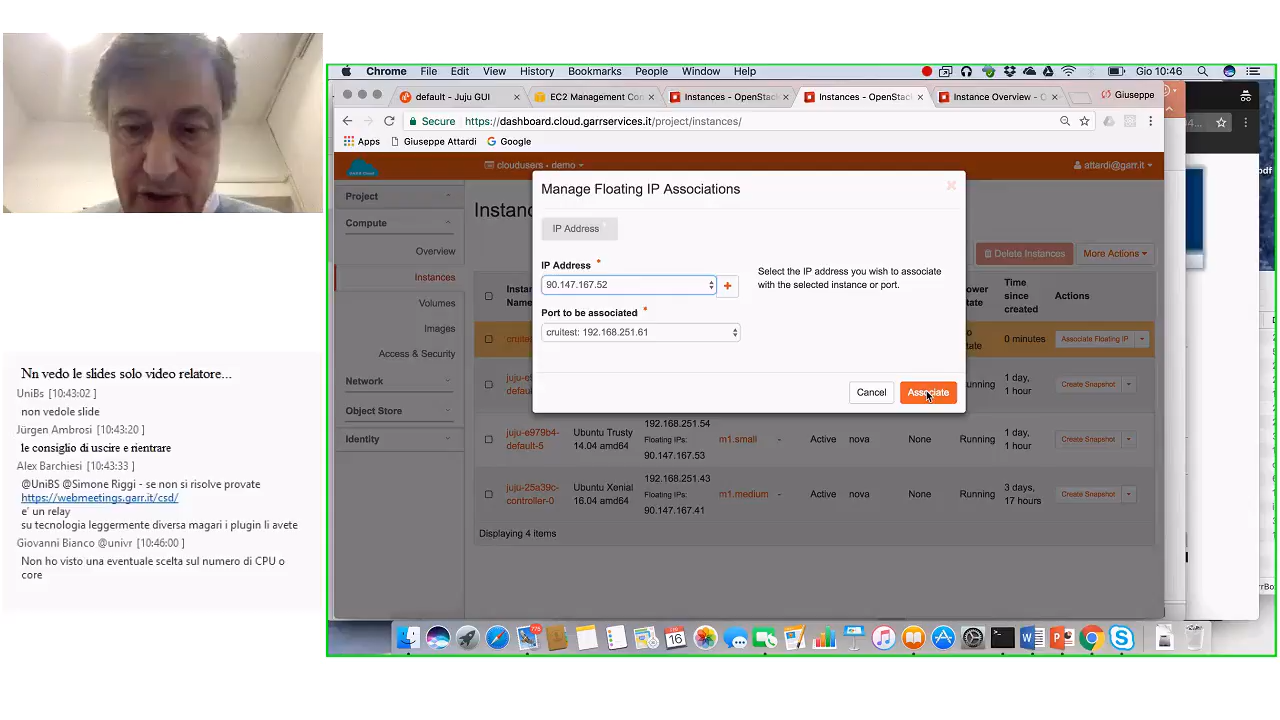 Chrome File Edit View History Bookmarks People Window Help
Gio 10:46
default - Juju GUI
EC2 Management Con
Instances - OpenStack
Instances - OpenStack
Instance Overview - O
Giuseppe
Secure https://dashboard.cloud.garrservices.it/project/instances/
Apps Giuseppe Attardi Google
cloudusers • demo
attardi@garr.it
Project
Compute
Overview
Instances
Volumes
Images
Access & Security
Network
Object Store
Identity
Manage Floating IP Associations
IP Address
IP Address *
90.147.167.52
+
Port to be associated *
cruitest: 192.168.251.61
Select the IP address you wish to associate
with the selected instance or port.
Cancel
Associate
Delete Instances
More Actions
Time
since
created
Actions
0 minutes
Associate Floating IP
Running
1 day,
1 hour
Create Snapshot
juju-e979b4-
default-5
Ubuntu Trusty
14.04 amd64
192.168.251.54
Floating IPs:
90.147.167.53
m1.small
-
Active
nova
None
Running
1 day,
1 hour
Create Snapshot
juju-25a39c-
controller-0
Ubuntu Xenial
16.04 amd64
192.168.251.43
Floating IPs:
90.147.167.41
m1.medium
-
Active
nova
None
Running
3 days,
17 hours
Create Snapshot
Displaying 4 items
Nn vedo le slides solo video relatore...
UniBs [10:43:02 ]
non vedole slide
Jürgen Ambrosi [10:43:20 ]
le consiglio di uscire e rientrare
Alex Barchiesi [10:43:33 ]
@UniBS @Simone Riggi - se non si risolve provate
https://webmeetings.garr.it/csd/
e' un relay
su tecnologia leggermente diversa magari i plugin li avete
Giovanni Bianco @univr [10:46:00 ]
Non ho visto una eventuale scelta sul numero di CPU o
core
775
16